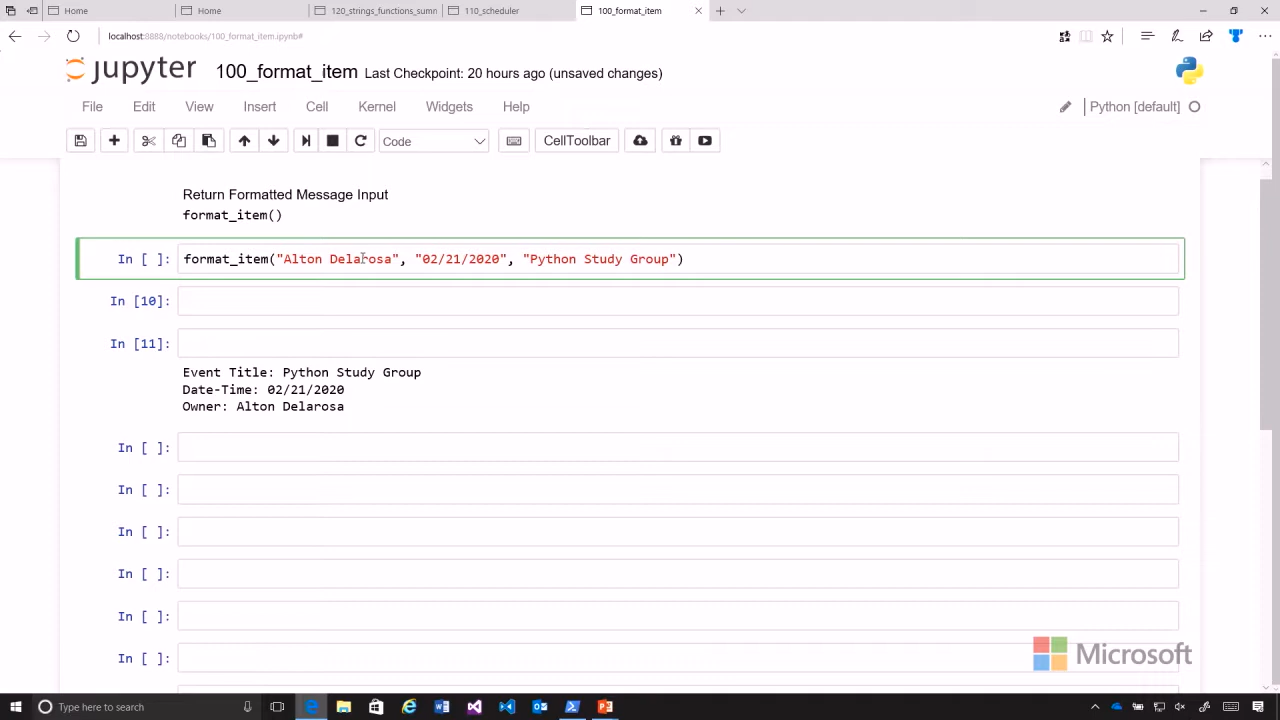 Home
Home
120_strings_functions_sumn
110_scheduler
100_format_item
localhost:8888/notebooks/100_format_item.ipynb#
jupyter 100_format_item Last Checkpoint: 20 hours ago (unsaved changes)
File Edit View Insert Cell Kernel Widgets Help
Python [default]
Code
CellToolbar
Return Formatted Message Input
format_item()
In [ ]: format_item("Alton Delarosa", "02/21/2020", "Python Study Group")
In [10]:
In [11]:
Event Title: Python Study Group
Date-Time: 02/21/2020
Owner: Alton Delarosa
In [ ]:
In [ ]:
In [ ]:
In [ ]:
In [ ]:
In [ ]:
Microsoft
Type here to search